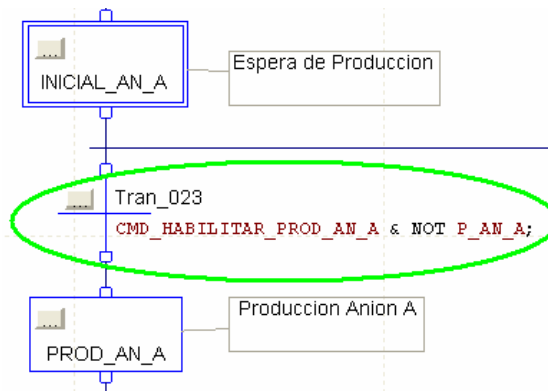 Espera de Produccion
INICIAL_AN_A
Tran_023
CMD_HABILITAR_PROD_AN_A & NOT P_AN_A;
Produccion Anion A
PROD_AN_A